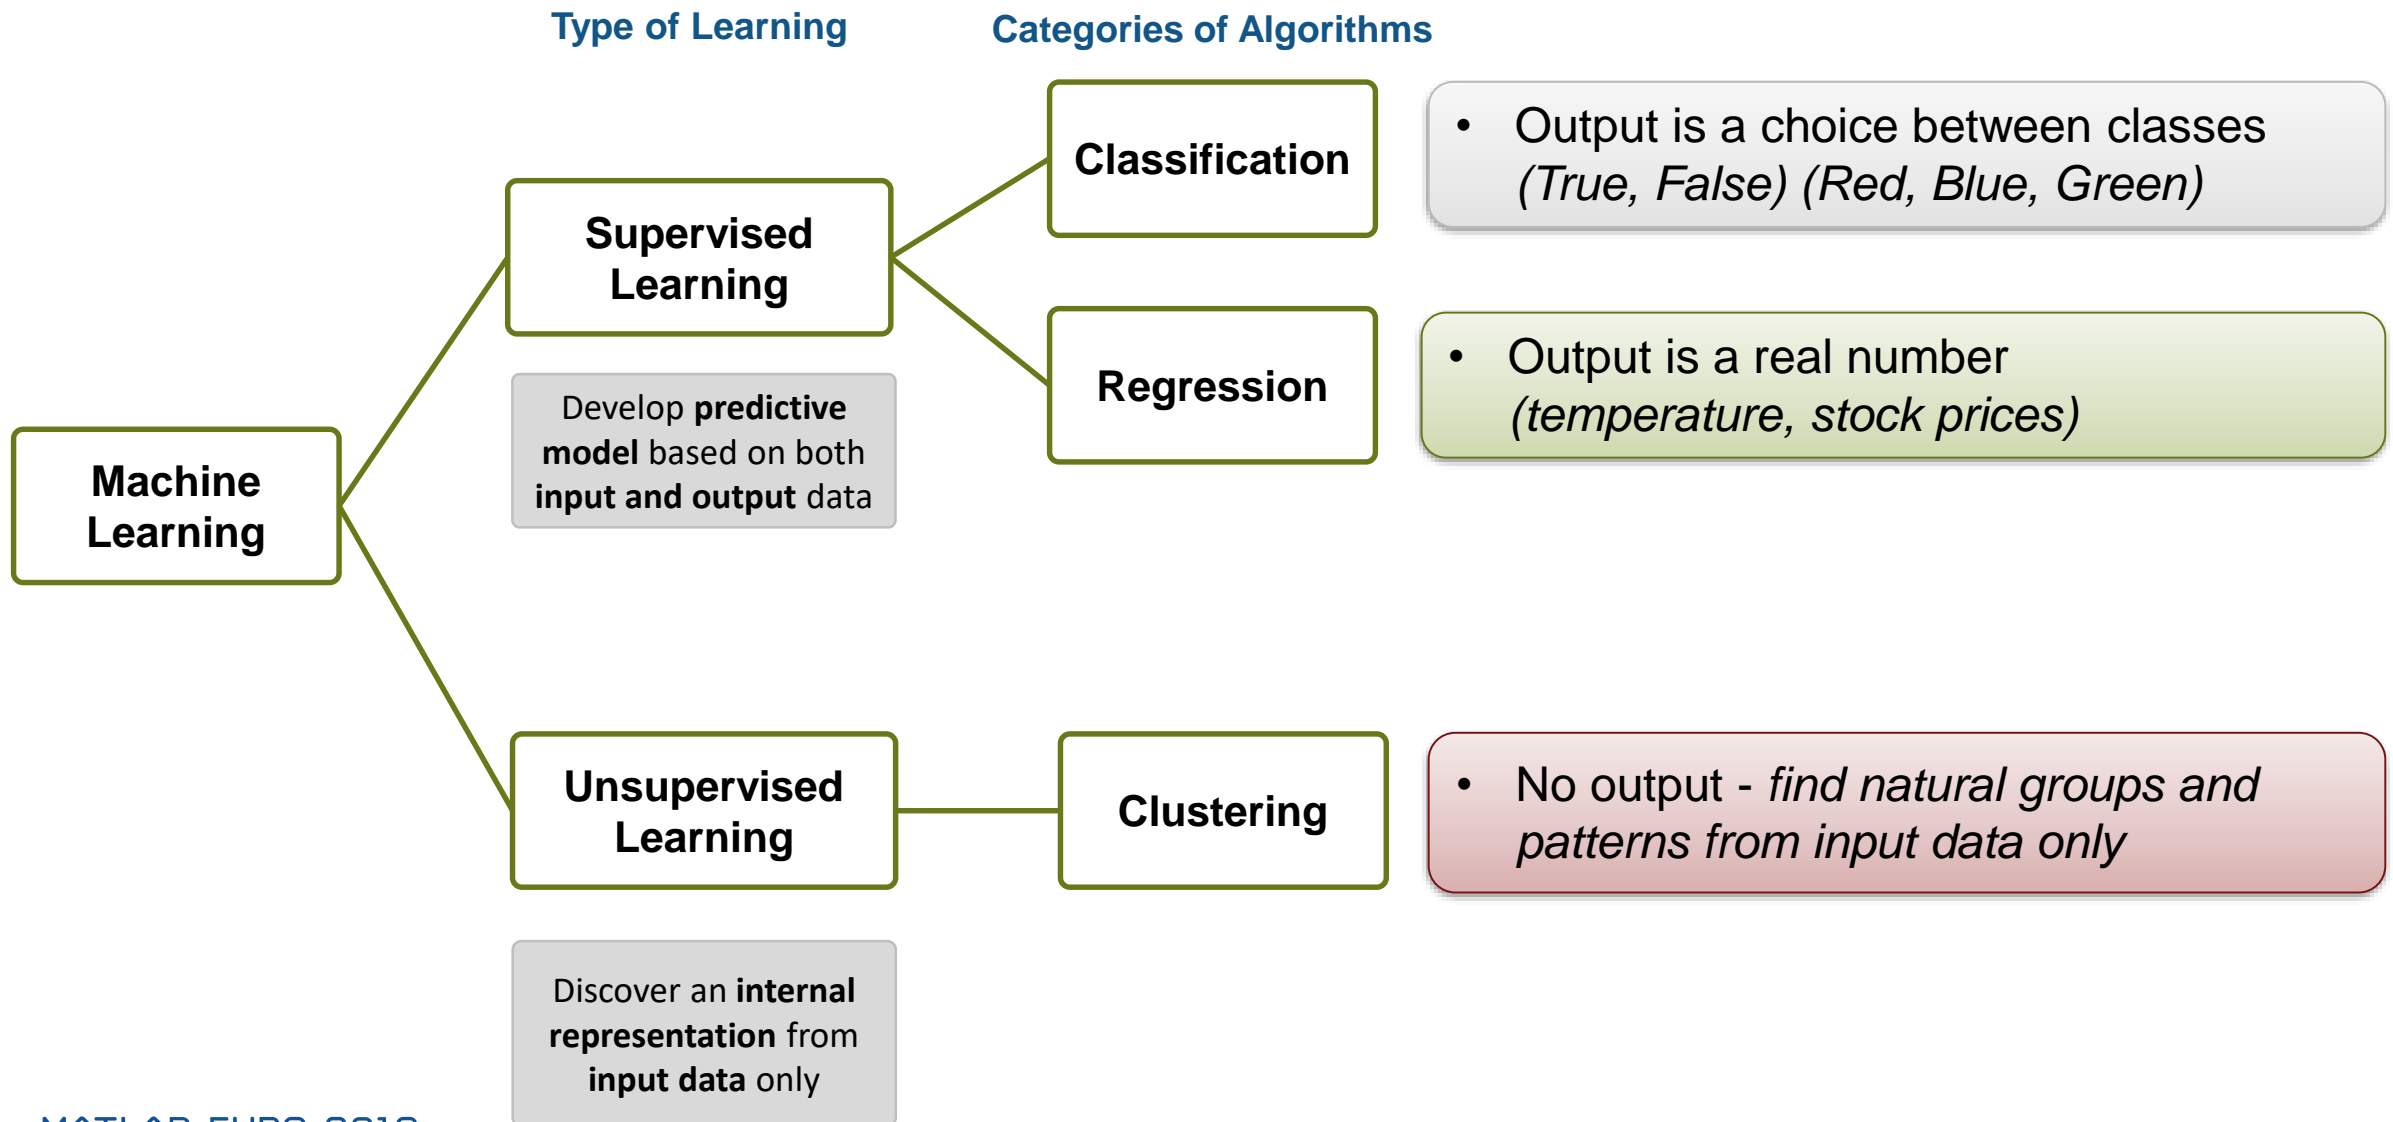 Type of Learning
Categories of Algorithms
Classification
• Output is a choice between classes
(True, False) (Red, Blue, Green)
Supervised
Learning
Regression
• Output is a real number
(temperature, stock prices)
Develop predictive
model based on both
input and output data
Machine
Learning
Unsupervised
Learning
Clustering
• No output - find natural groups and
patterns from input data only
Discover an internal
representation from
input data only